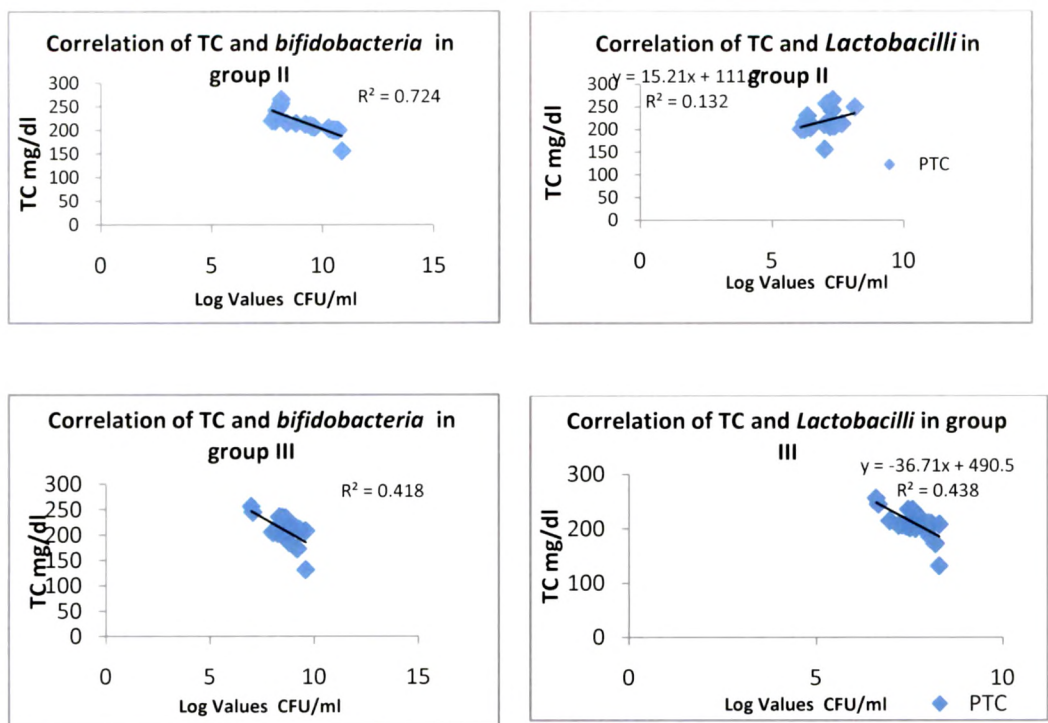 Correlation of TC and bifidobacteria in
group II
R² = 0.724
300
250
200
150
100
50
0
TC mg/dl
0 5 10 15
Log Values CFU/ml
Correlation of TC and Lactobacilli in
group II
y = 15.21x + 111
R² = 0.132
300
250
200
150
100
50
0
TC mg/dl
PTC
0 5 10
Log Values CFU/ml
Correlation of TC and bifidobacteria in
group III
R² = 0.418
300
250
200
150
100
50
0
TC mg/dl
0 5 10 15
Log Values CFU/ml
Correlation of TC and Lactobacilli in group
III
y = -36.71x + 490.5
R² = 0.438
300
250
200
150
100
50
0
TC mg/dl
0 5 10
Log Values CFU/ml
PTC